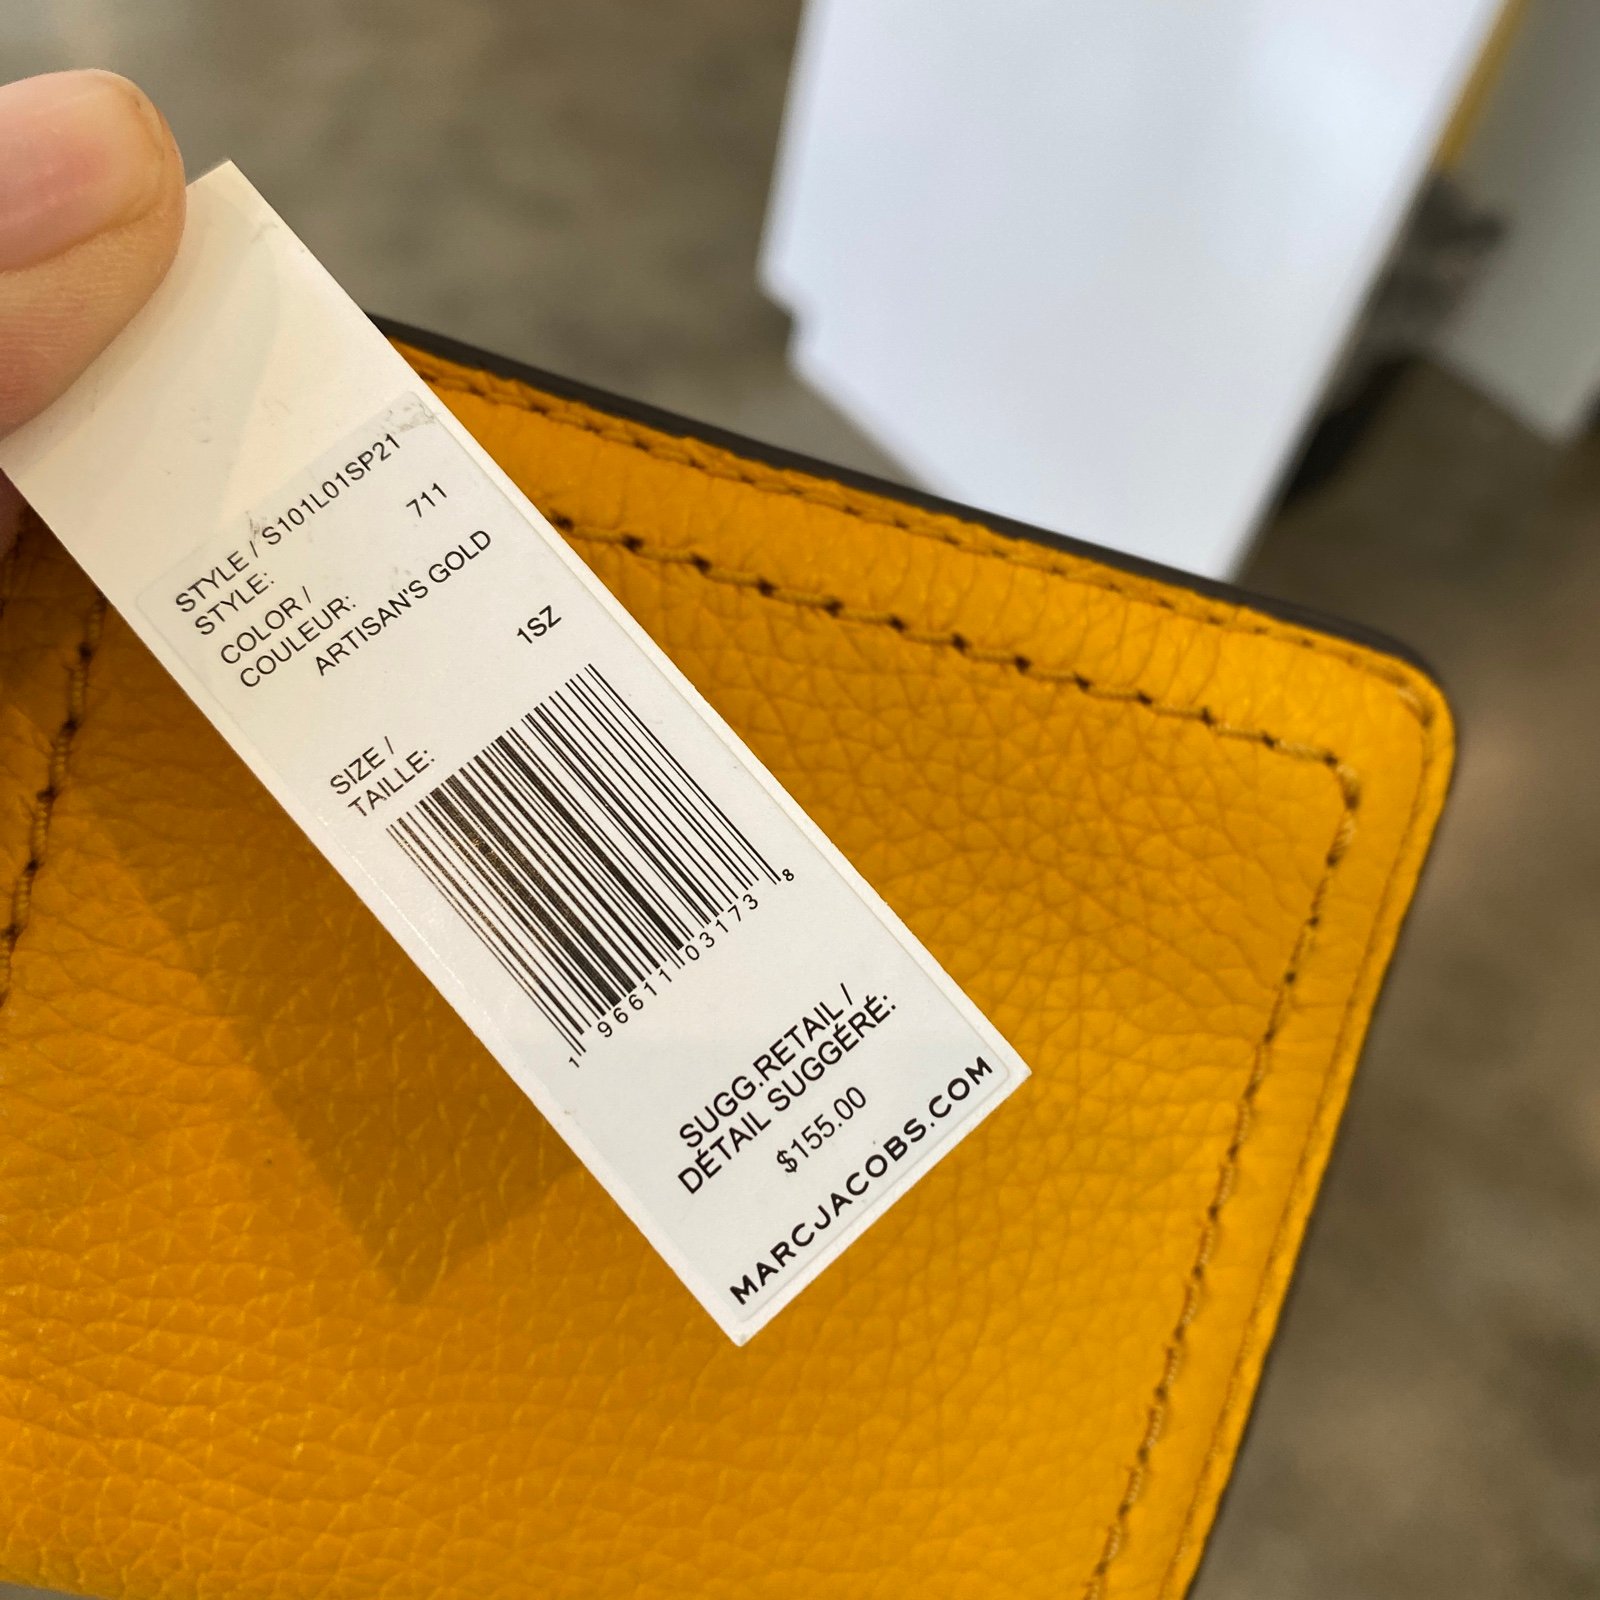 STYLE / S101L01SP21
STYLE:
COLOR / 711
COULEUR:
ARTISAN'S GOLD
1SZ
SIZE /
TAILLE:
1 96611 03173 8
SUGG.RETAIL /
DÉTAIL SUGGÉRÉ:
$155.00
MARCJACOBS.COM